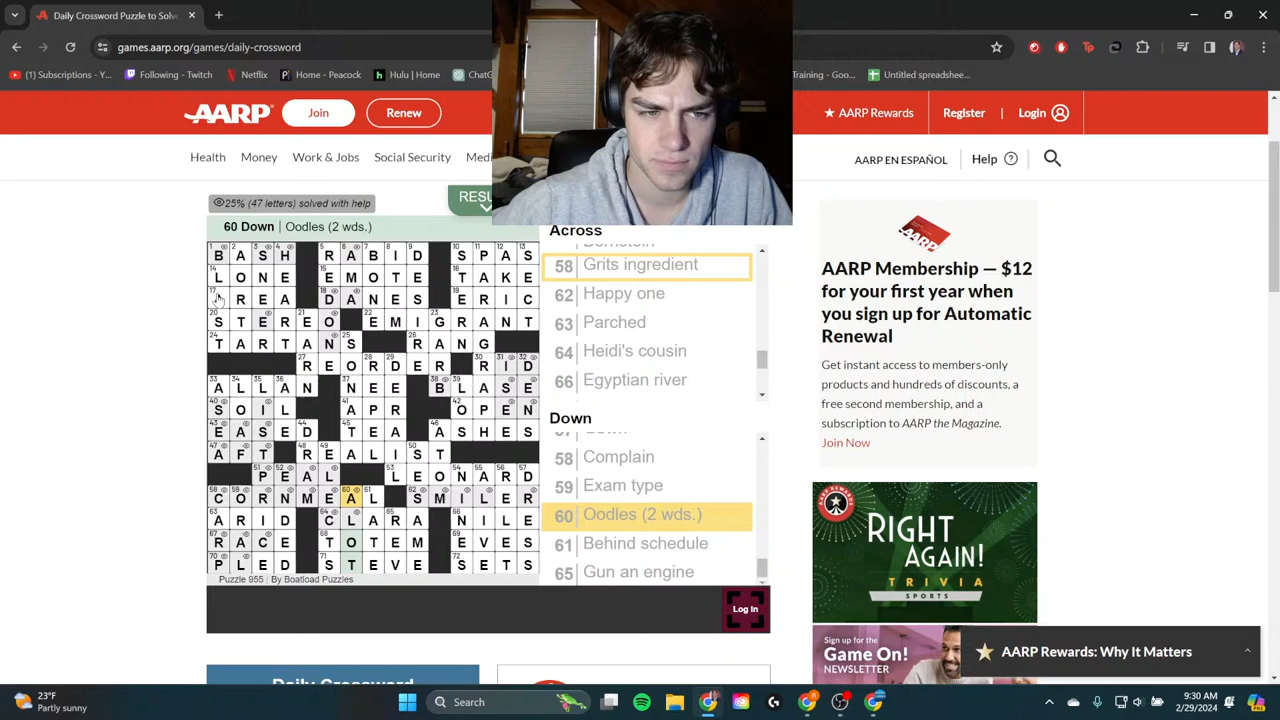 Daily Crossword Puzzle to Solv
games.aarp.org/games/daily-crossword
(1) Subscriptions - Y...
Following - Twitch
Netflix
Home - Peacock
Hulu | Home
ChatG
Training - Goo...
Untitled spreadshee...
AARP
Join
Renew
AARP Rewards
Register
Login
Health
Money
Work & Jobs
Social Security
Medi
AARP EN ESPAÑOL
Help
25% (47 letters) solved with help
RESU
60 Down | Oodles (2 wds.)
BASH RABID SPAS
LONE EMOTE TAKE
AREA DANES ERIC
STEREO EMIGRANT
TARTANS RANG
REORDER RID
ALLAN NEE BLASE
SOIL APR OPEN
EASED TEA ASHES
AFT REALIST
PEAL LEONARD
CORNMEAL SMILER
ARID CLARA NILE
RACE TOTEM EVES
PLED STEVE SETS
Puzzle 955 | By Boatload Puzzles
Across
Bernstein
58 Grits ingredient
62 Happy one
63 Parched
64 Heidi's cousin
66 Egyptian river
Down
58 Complain
59 Exam type
60 Oodles (2 wds.)
61 Behind schedule
65 Gun an engine
Log In
AARP Membership — $12
for your first year when
you sign up for Automatic
Renewal
Get instant access to members-only
products and hundreds of discounts, a
free second membership, and a
subscription to AARP the Magazine.
Join Now
RIGHT
AGAIN!
TRIVIA
SPORTS
Sign up for the
Game On!
NEWSLETTER
AARP Rewards: Why It Matters
Daily Crossword
23°F
Partly sunny
Search
9:30 AM
2/29/2024